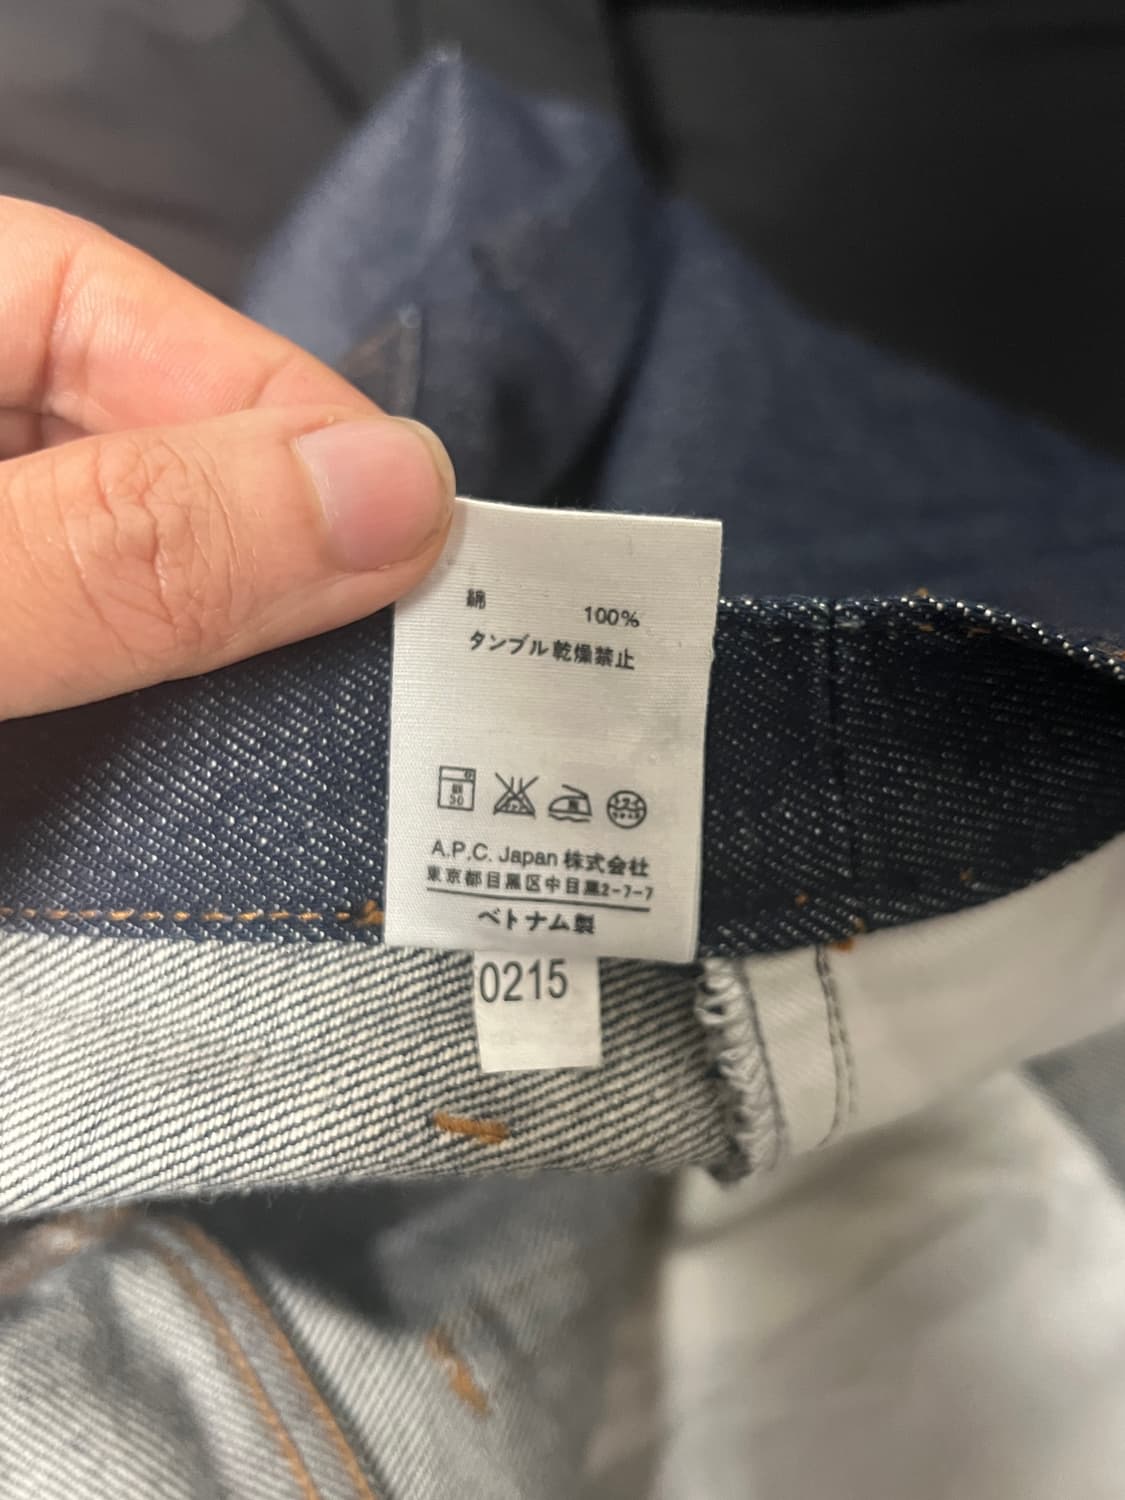 綿 100%
タンブル乾燥禁止
A.P.C. Japan 株式会社
東京都目黒区中目黒2-7-7
ベトナム製
0215